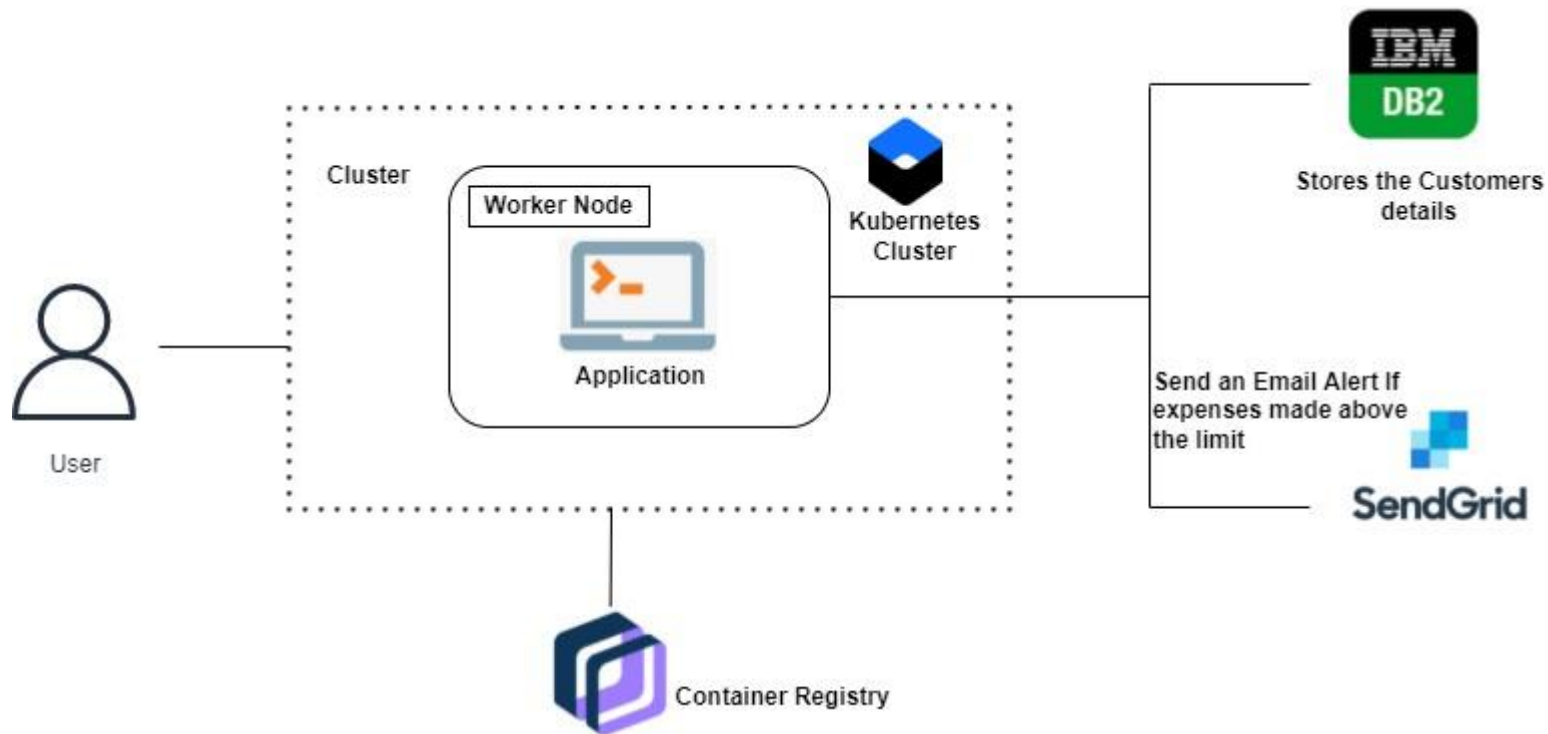 IBM
DB2
Stores the Customers
details
Cluster
Worker Node
Kubernetes
Cluster
Application
User
Send an Email Alert If
expenses made above
the limit
SendGrid
Container Registry